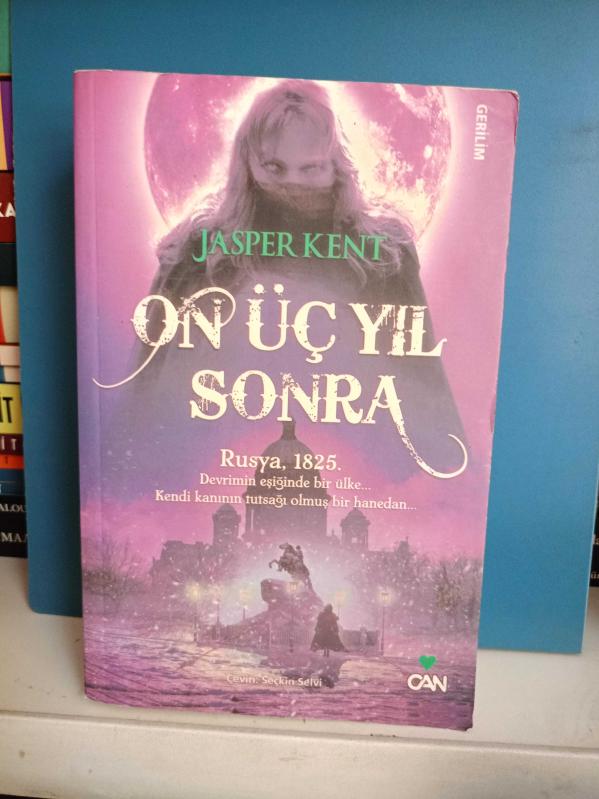 GERİLİM
JASPER KENT
ON ÜÇ YIL
SONRA
Rusya, 1825.
Devrimin eşiğinde bir ülke...
Kendi kanının tutsağı olmuş bir hanedan...
Çevin: Seçkin Selvi
CAN